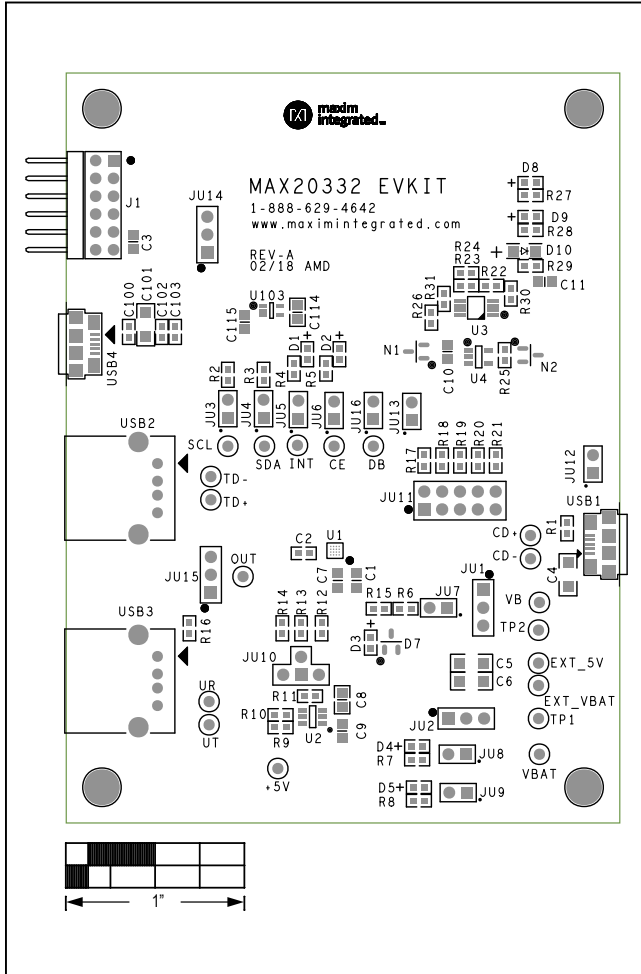 maxim
integrated™
MAX20332 EVKIT
1-888-629-4642
www.maximintegrated.com
REV-A
02/18 AMD
J1
C3
JU14
D8
+
R27
+
D9
R28
+
D10
R29
C11
R24
R23
R22
R31
R26
R30
U3
C100
C101
C102
C103
USB4
U103
C115
C114
D1
+
D2
+
R4
R5
R2
R3
N1
C10
U4
R25
N2
JU3
JU4
JU5
JU6
JU16
JU13
USB2
SCL
SDA
INT
CE
DB
TD-
TD+
R17
R18
R19
R20
R21
JU11
JU12
USB1
CD+
CD-
R1
C4
C2
U1
C7
C1
OUT
JU15
JU1
VB
TP2
R16
R14
R13
R12
R15
R6
JU7
+
D3
D7
USB3
JU10
C5
C6
EXT_5V
EXT_VBAT
TP1
UR
UT
R11
C8
R10
R9
U2
C9
JU2
D4+
R7
JU8
VBAT
+5V
D5+
R8
JU9
1"